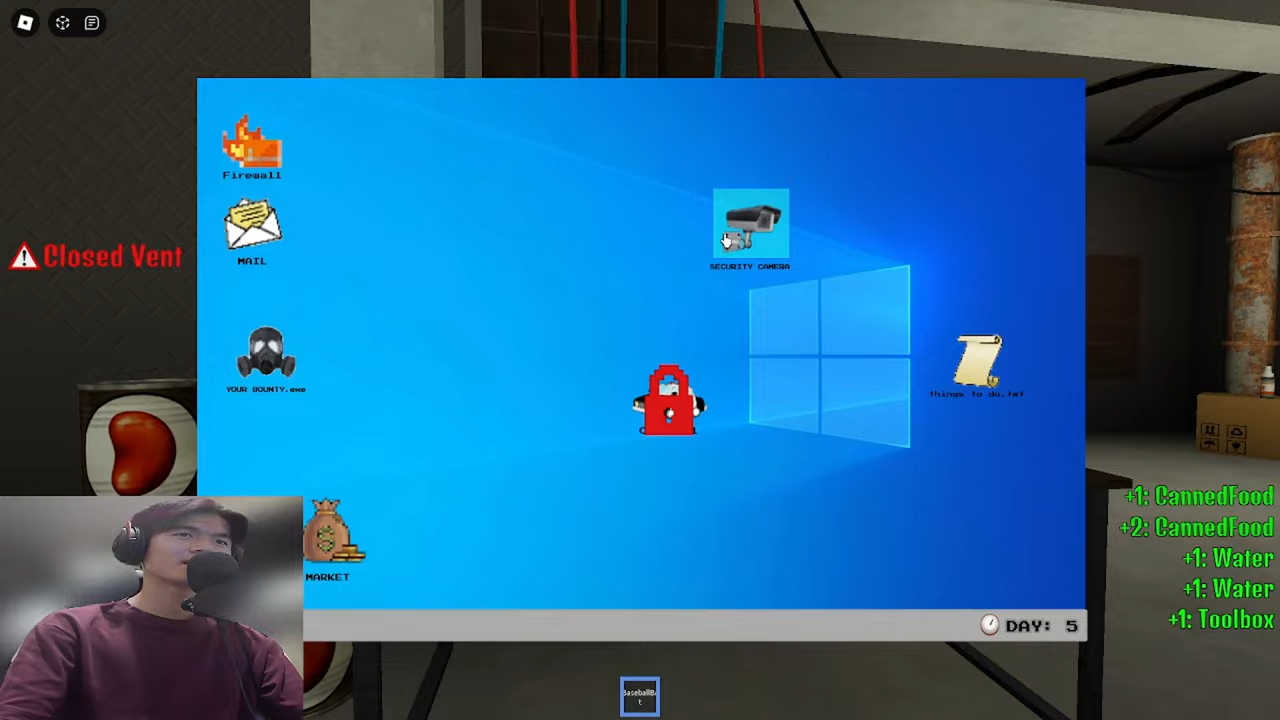 Firewall
MAIL
Closed Vent
SECURITY CAMERA
YOUR BOUNTY.exe
things to do.txt
+1: CannedFood
+2: CannedFood
+1: Water
+1: Water
+1: Toolbox
MARKET
DAY: 5
BaseballBa
t